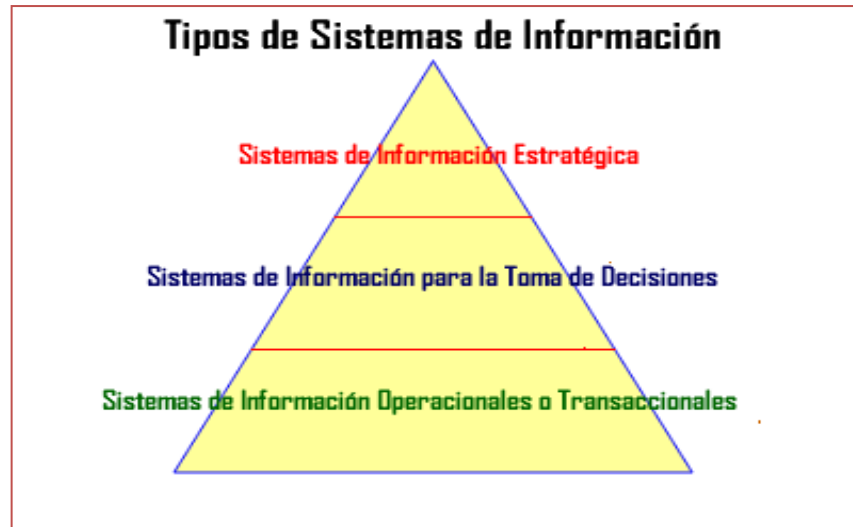 Tipos de Sistemas de Información
Sistemas de Información Estratégica
Sistemas de Información para la Toma de Decisiones
Sistemas de Información Operacionales o Transaccionales